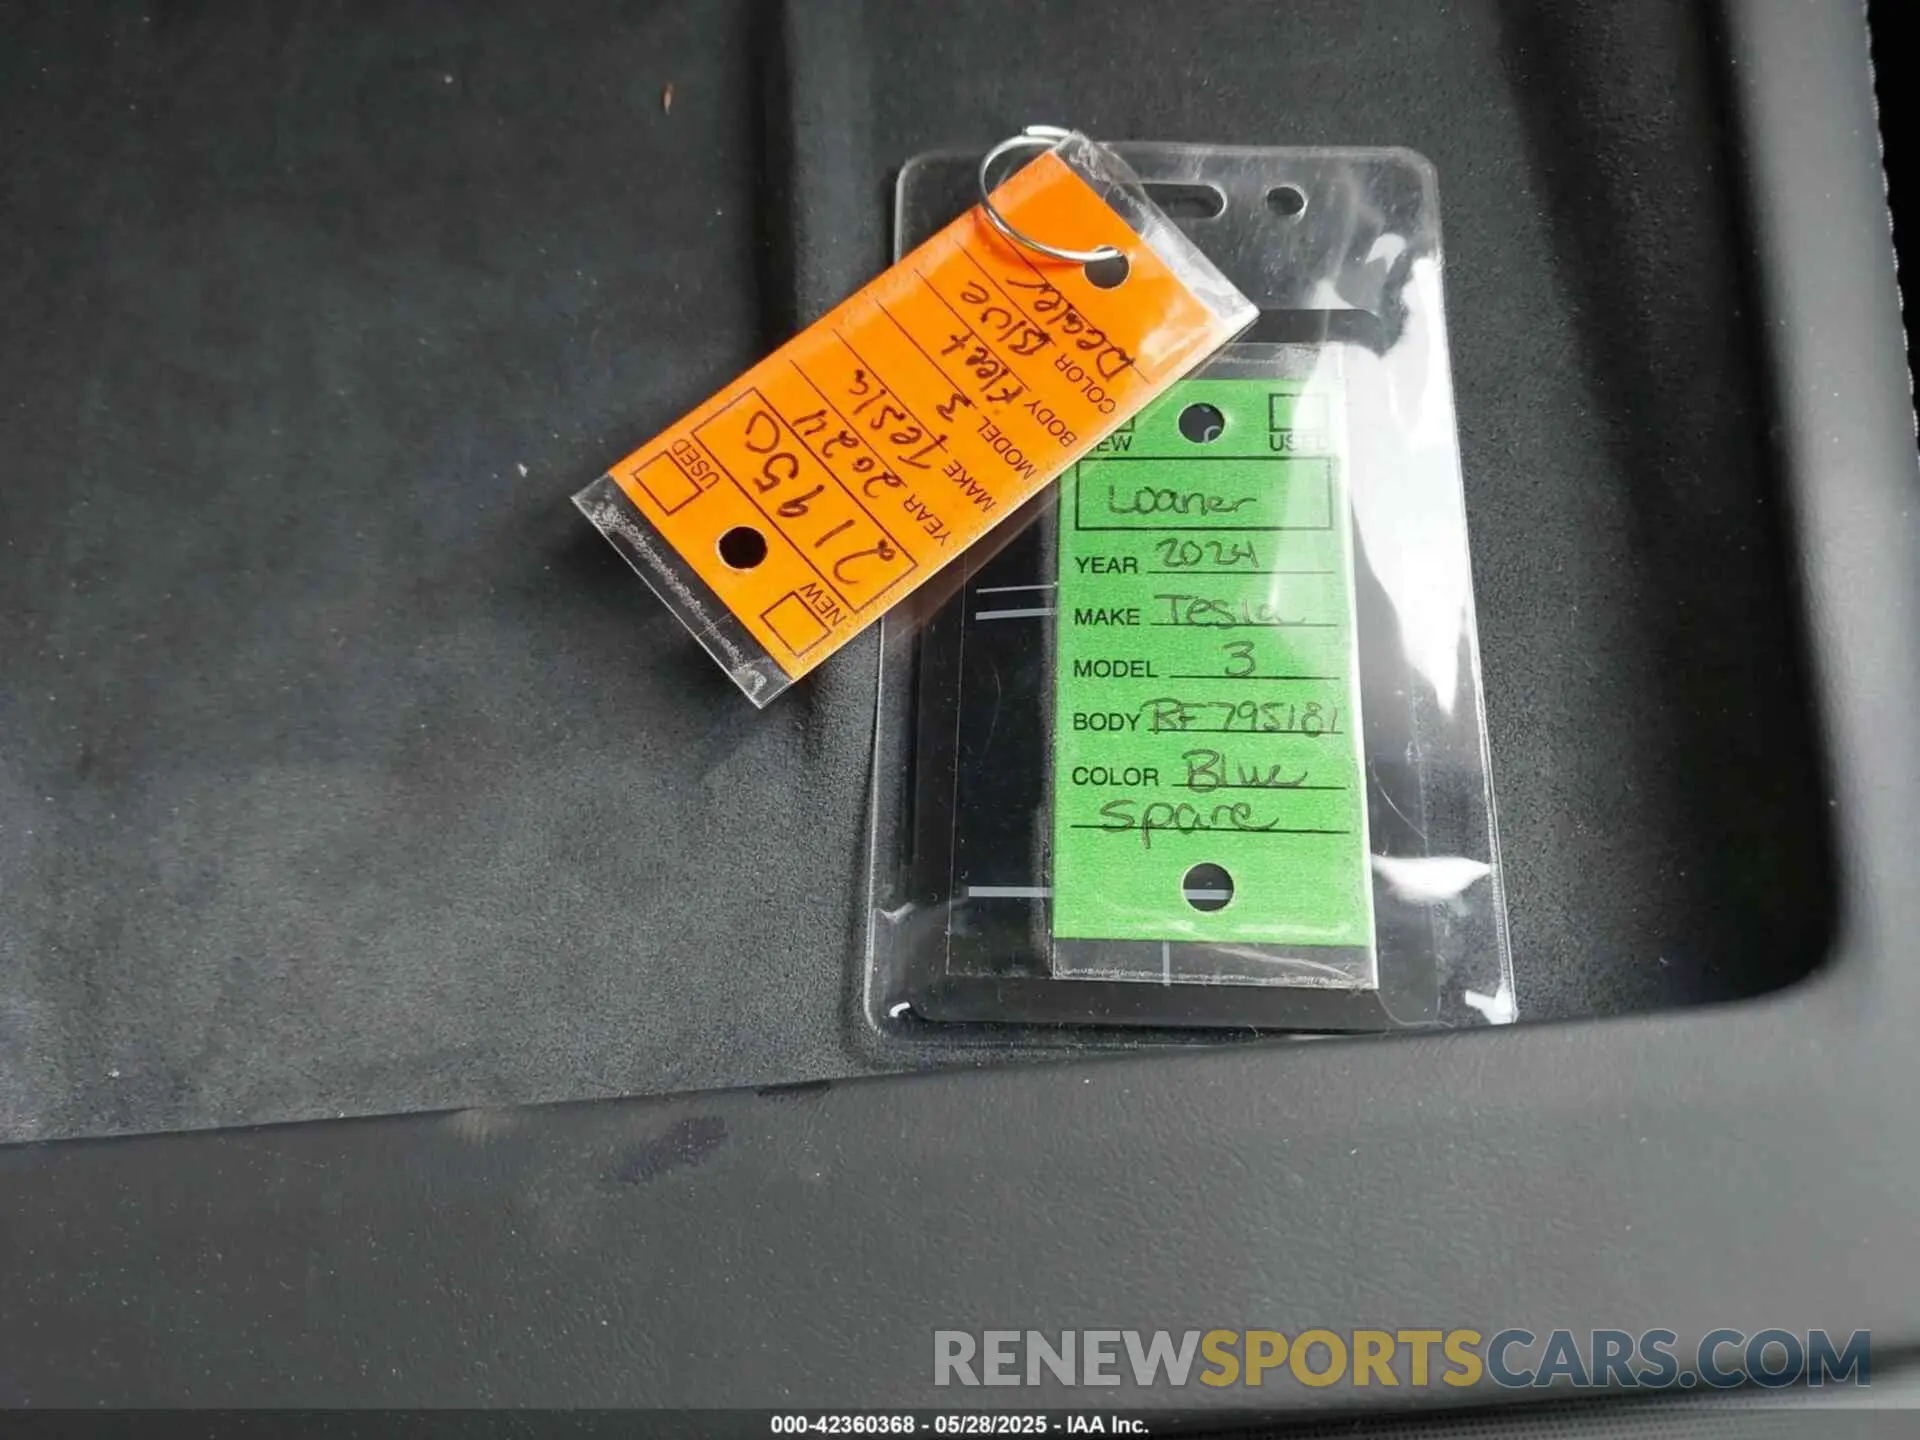 NEW USED
2195C
YEAR 2024
MAKE Tesla
MODEL 3
BODY Fleet
COLOR Blue
Dealer
EW USED
Loaner
YEAR 2024
MAKE Tesla
MODEL 3
BODY RF795181
COLOR Blue
Spare
RENEWSPORTSCARS.COM
000-42360368 - 05/28/2025 - IAA Inc.